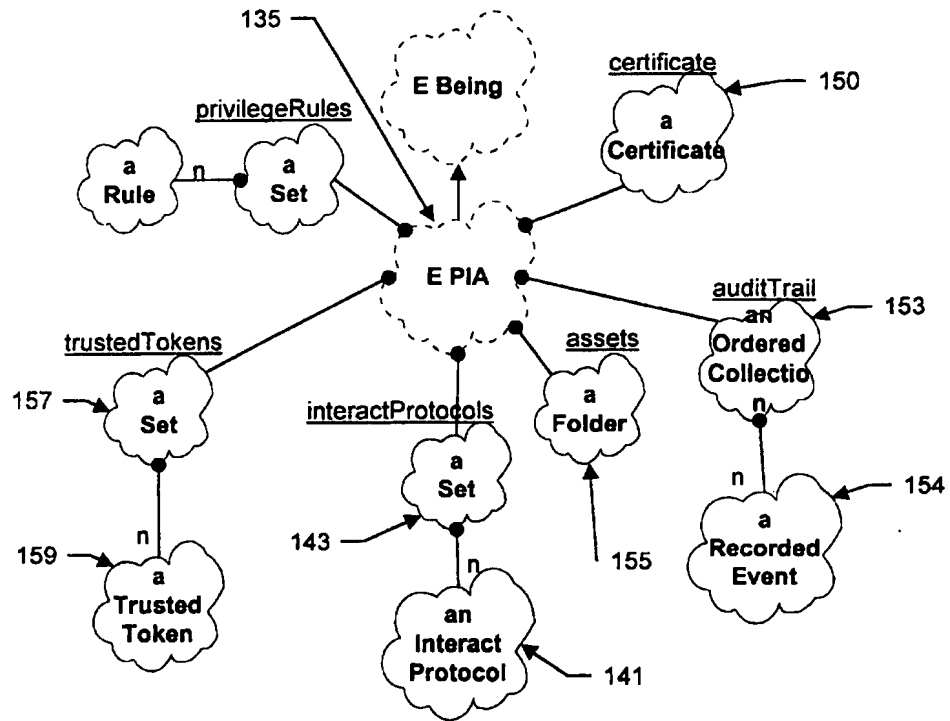 135
E Being
certificate
150
a
Certificate
privilegeRules
a
Rule
n
a
Set
E PIA
auditTrail
153
an
Ordered
Collectio
n
trustedTokens
157
a
Set
assets
a
Folder
interactProtocols
a
Set
143
155
n
154
a
Recorded
Event
n
159
a
Trusted
Token
n
an
Interact
Protocol
141